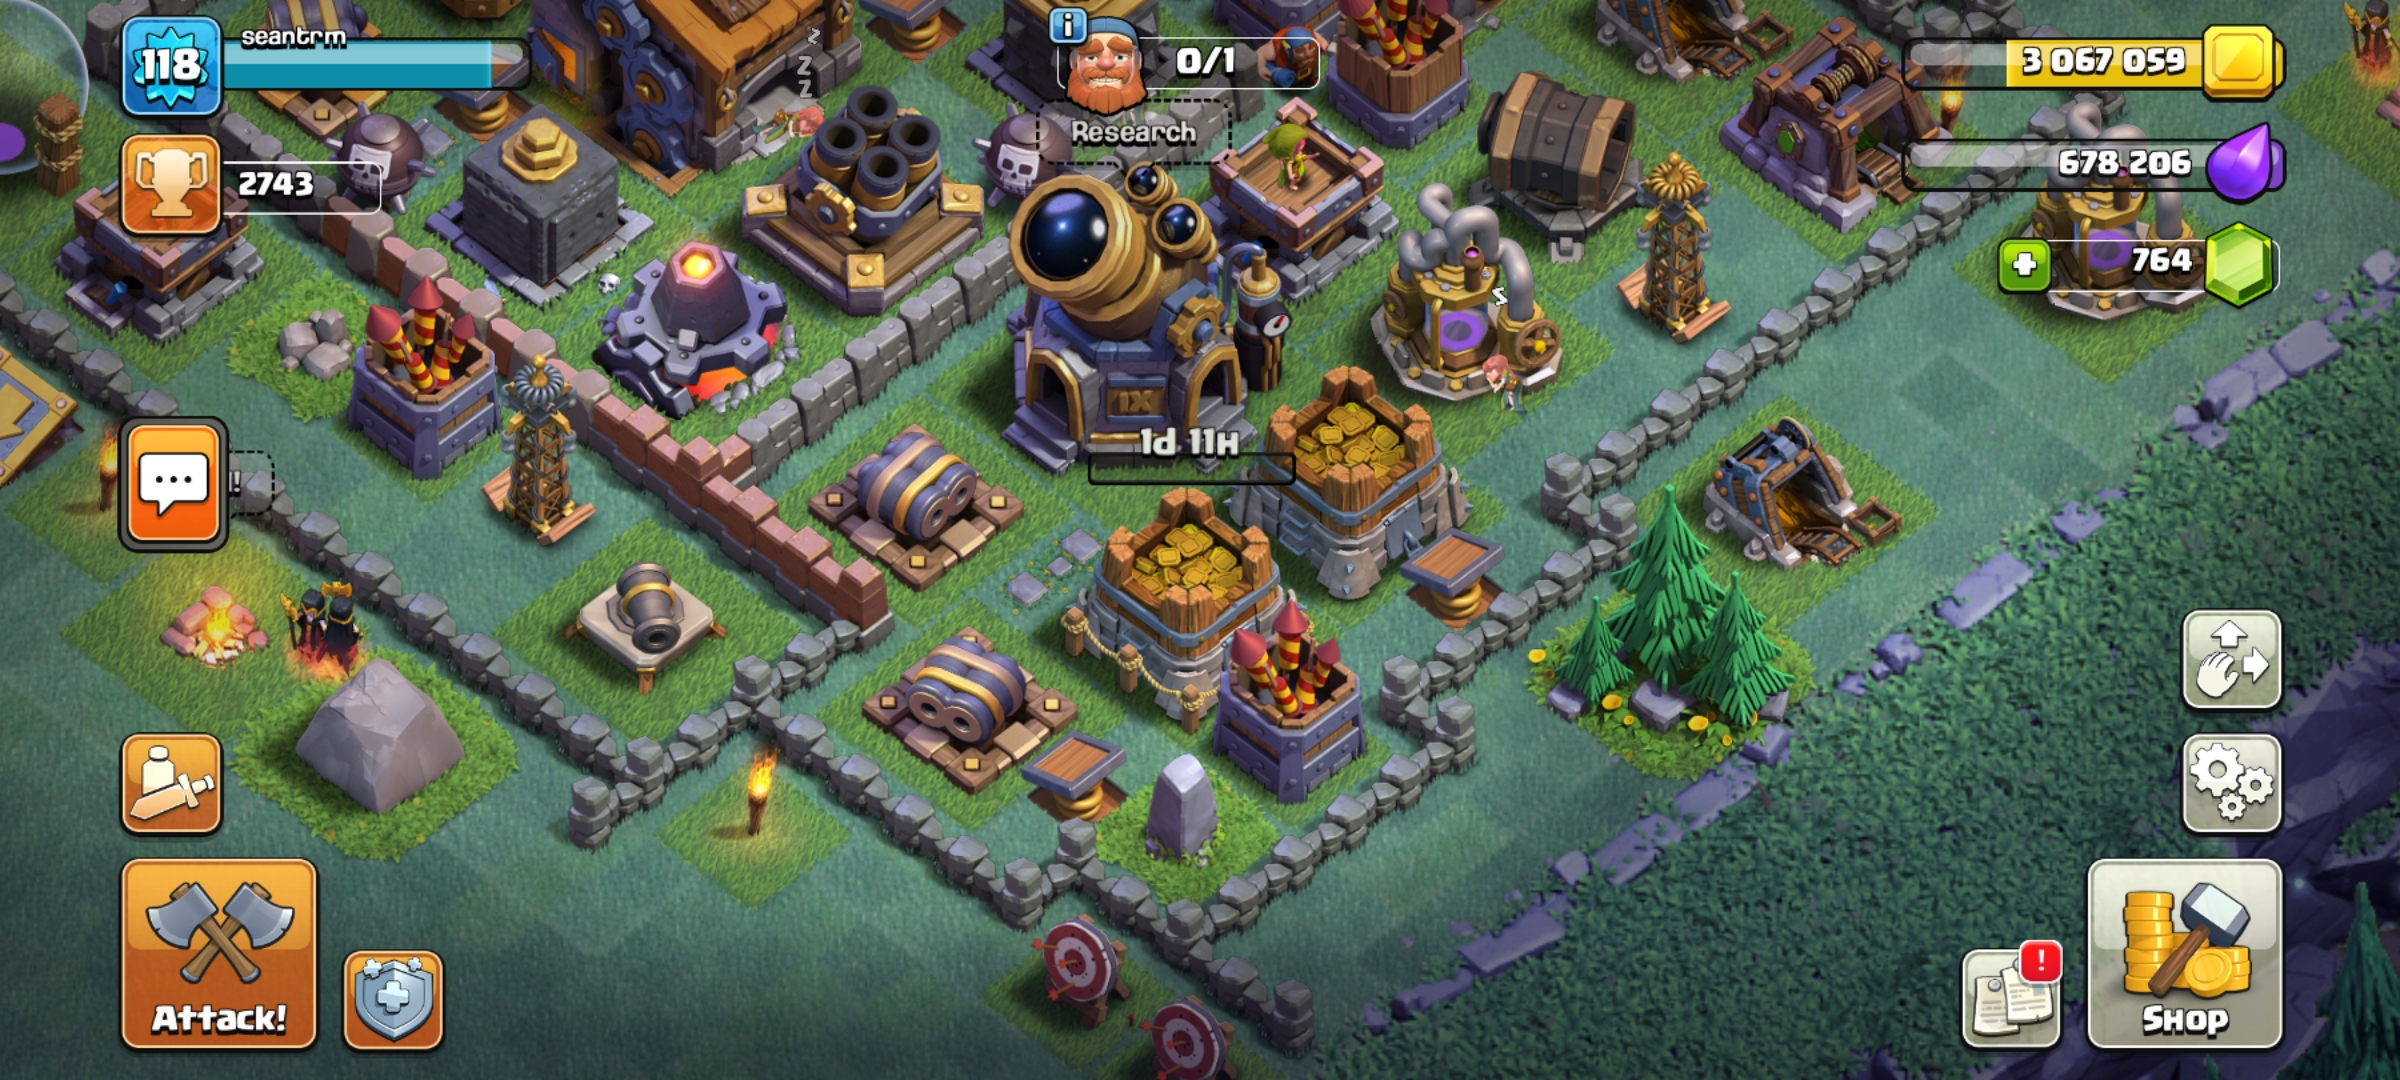 118
seantrm
0/1
3 067 059
Research
678 206
2743
764
IX
1d 11H
Attack!
Shop